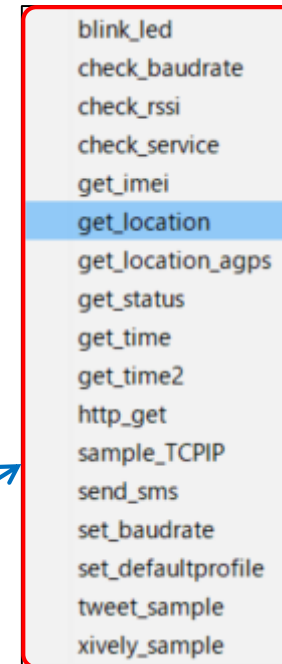 blink_led
check_baudrate
check_rssi
check_service
get_imei
get_location
get_location_agps
get_status
get_time
get_time2
http_get
sample_TCPIP
send_sms
set_baudrate
set_defaultprofile
tweet_sample
xively_sample